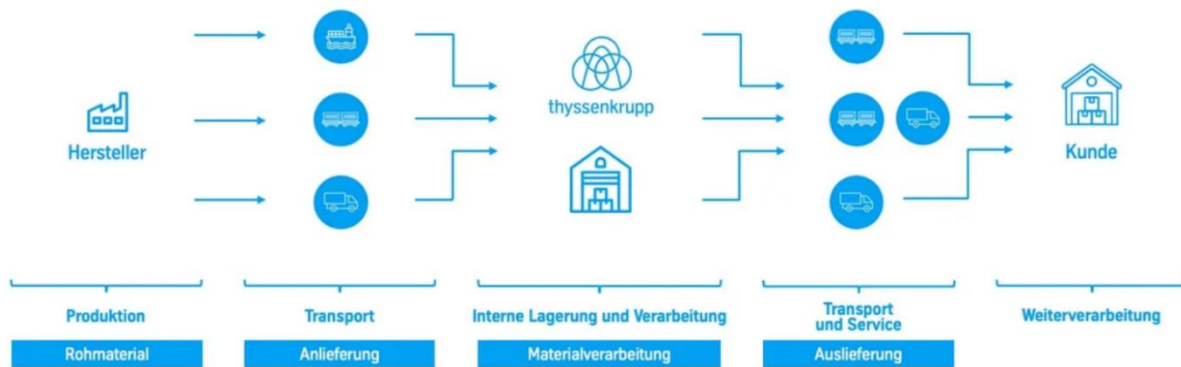 thyssenkrupp
Hersteller
Kunde
Produktion
Transport
Interne Lagerung und Verarbeitung
Transport
und Service
Weiterverarbeitung
Rohmaterial
Anlieferung
Materialverarbeitung
Auslieferung